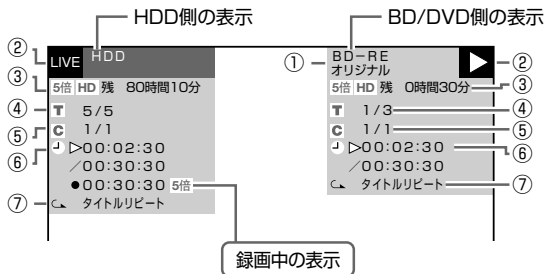 HDD側の表示
BD/DVD側の表示
② LIVE HDD
③ 5倍 HD 残 80時間10分
④ T 5/5
⑤ C 1/1
⑥ ▷00:02:30
/00:30:30
●00:30:30 5倍
⑦ タイトルリピート
録画中の表示
① BD-RE ▶ ②
オリジナル
5倍 HD 残 0時間30分 ③
T 1/3 ④
C 1/1 ⑤
▷00:02:30 ⑥
/00:30:30
タイトルリピート ⑦